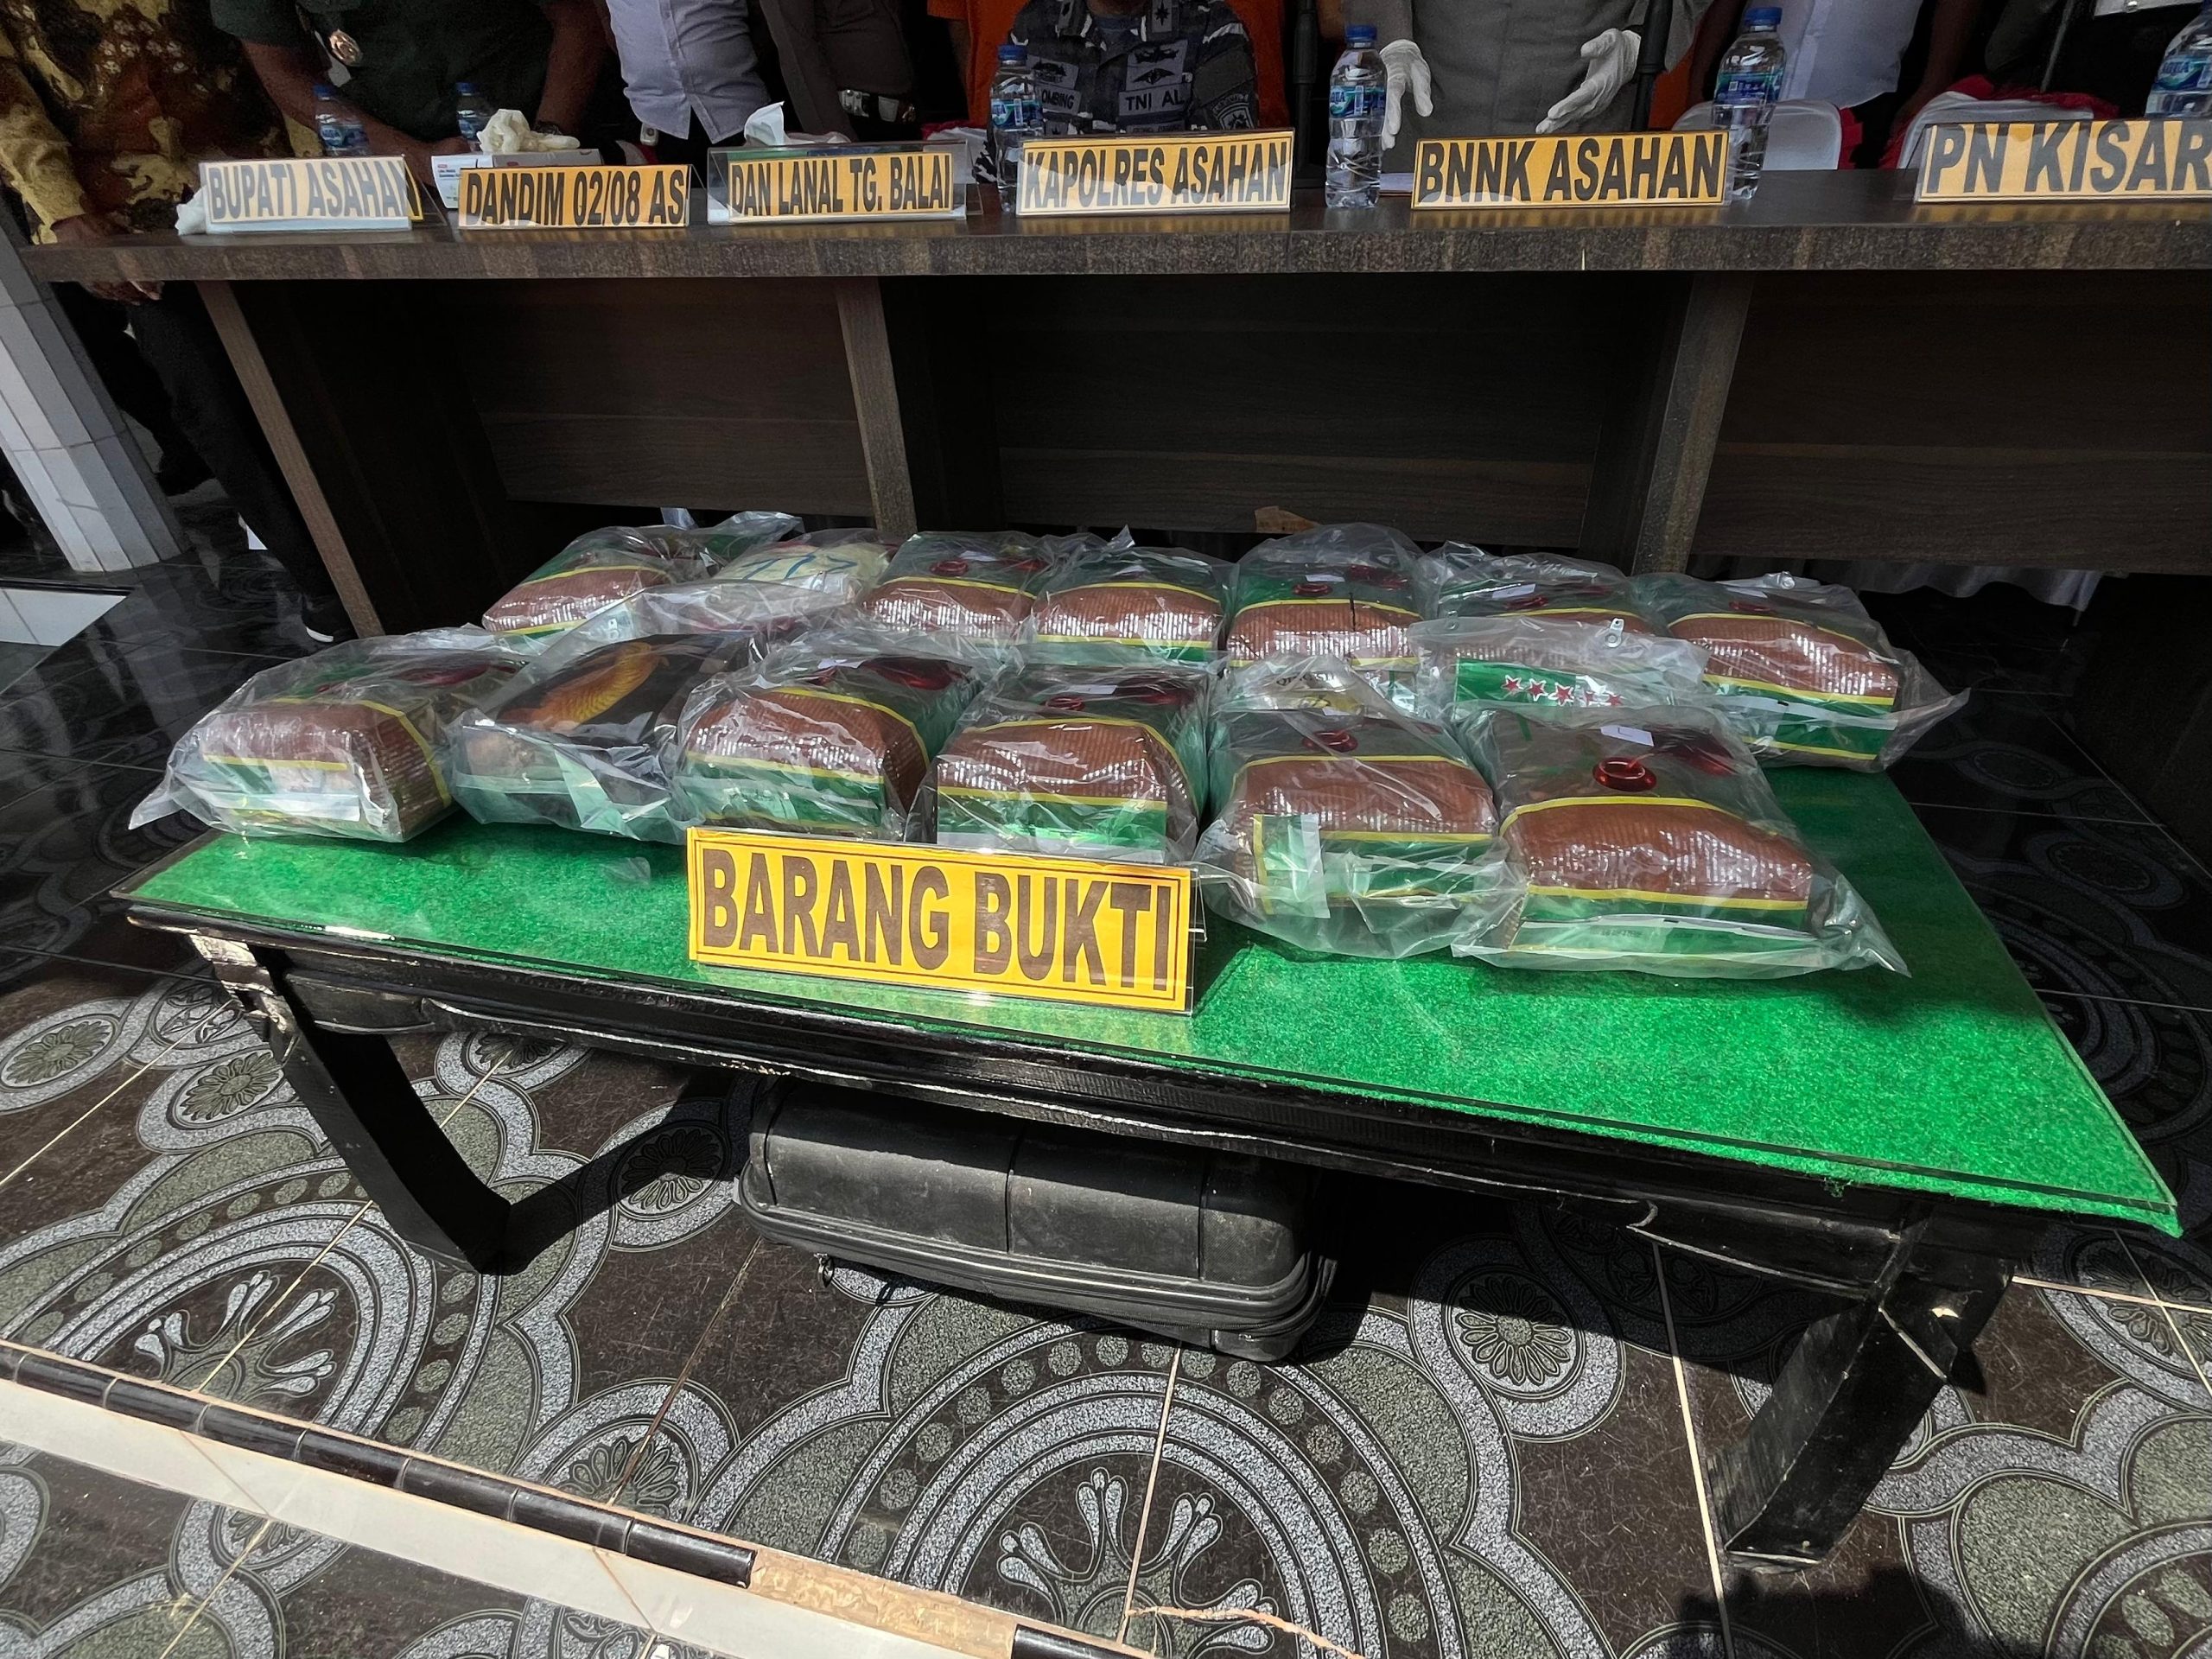 BUPATI ASAHAN
DANDIM 02/08 AS
DAN LANAL TG. BALAI
KAPOLRES ASAHAN
BNNK ASAHAN
PN KISAR
TNI AL
BARANG BUKTI